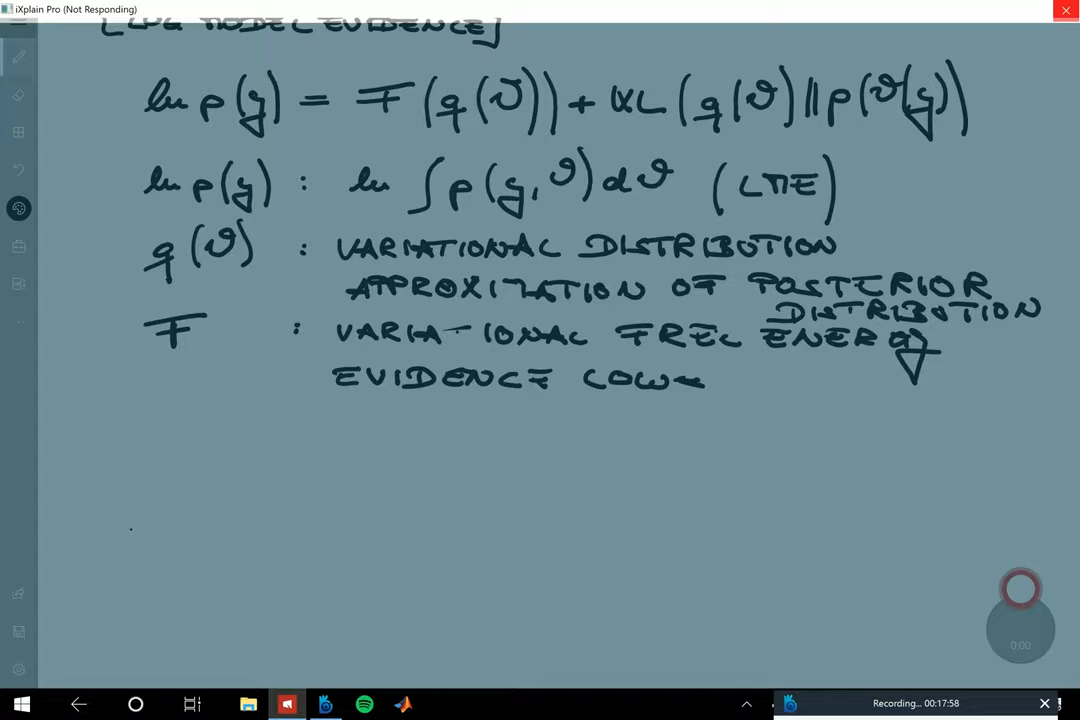 iXplain Pro (Not Responding)
[LOG MODEL EVIDENCE]
ln p(y) = F(q(ϑ)) + KL(q(ϑ)||p(ϑ|y))
ln p(y) : ln ∫ p(y, ϑ) dϑ (LME)
q(ϑ) : VARIATIONAL DISTRIBUTION
APPROXIMATION OF POSTERIOR
DISTRIBUTION
F : VARIATIONAL FREE ENERGY
EVIDENCE LOWE
0:00
Recording... 00:17:58